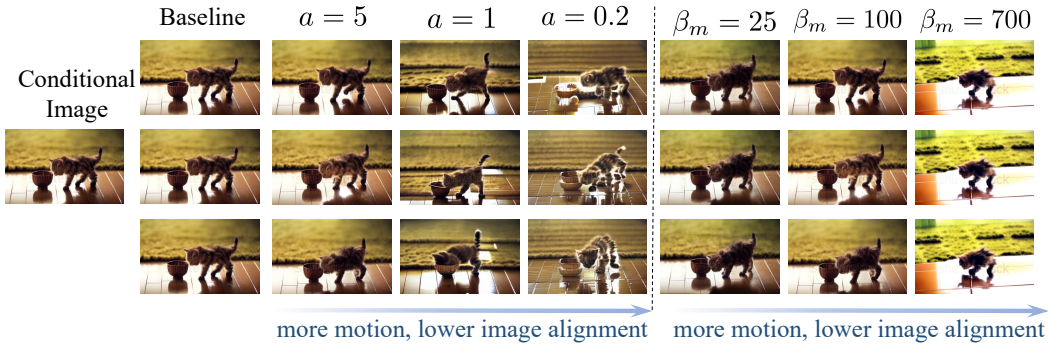 Baseline
a = 5
a = 1
a = 0.2
β_m = 25
β_m = 100
β_m = 700
Conditional
Image
more motion, lower image alignment
more motion, lower image alignment